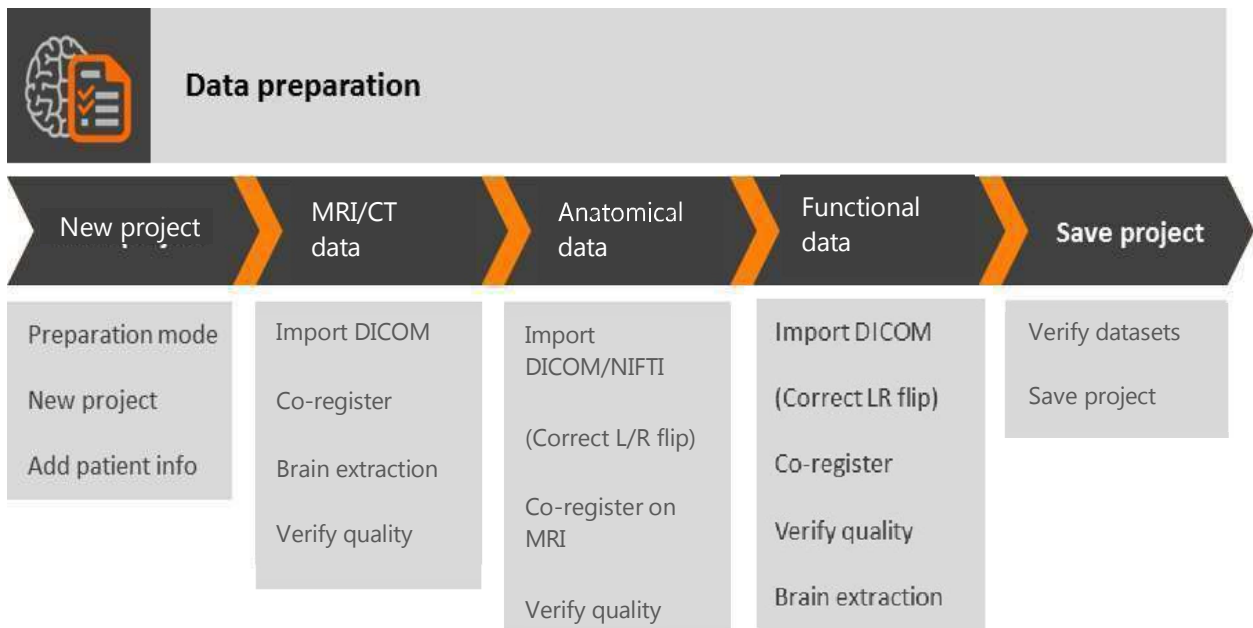 Data preparation
New project
MRI/CT
data
Anatomical
data
Functional
data
Save project
Preparation mode
New project
Add patient info
Import DICOM
Co-register
Brain extraction
Verify quality
Import
DICOM/NIFTI
(Correct L/R flip)
Co-register on
MRI
Verify quality
Import DICOM
(Correct LR flip)
Co-register
Verify quality
Brain extraction
Verify datasets
Save project